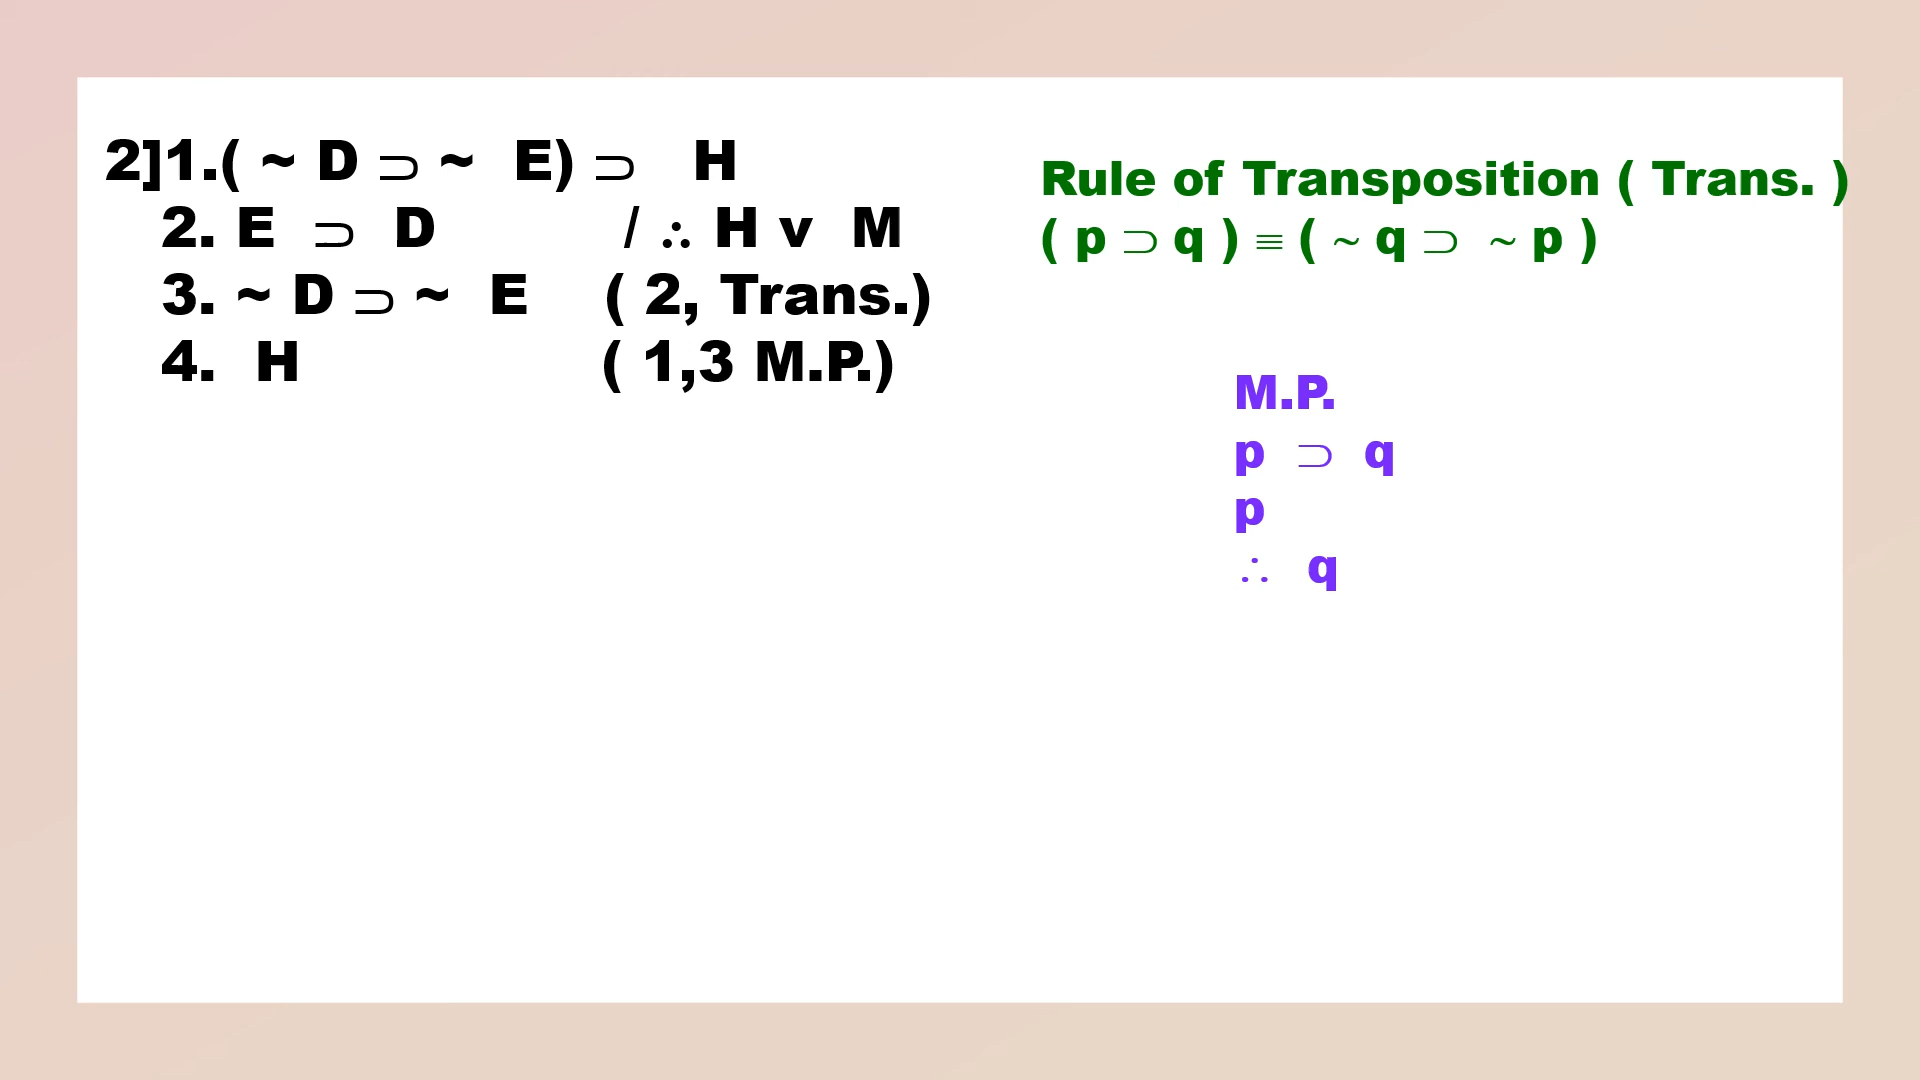 2]1.( ~ D ⊃ ~ E) ⊃ H
2. E ⊃ D / ∴ H v M
3. ~ D ⊃ ~ E ( 2, Trans.)
4. H ( 1,3 M.P.)
Rule of Transposition ( Trans. )
( p ⊃ q ) ≡ ( ~ q ⊃ ~ p )
M.P.
p ⊃ q
p
∴ q